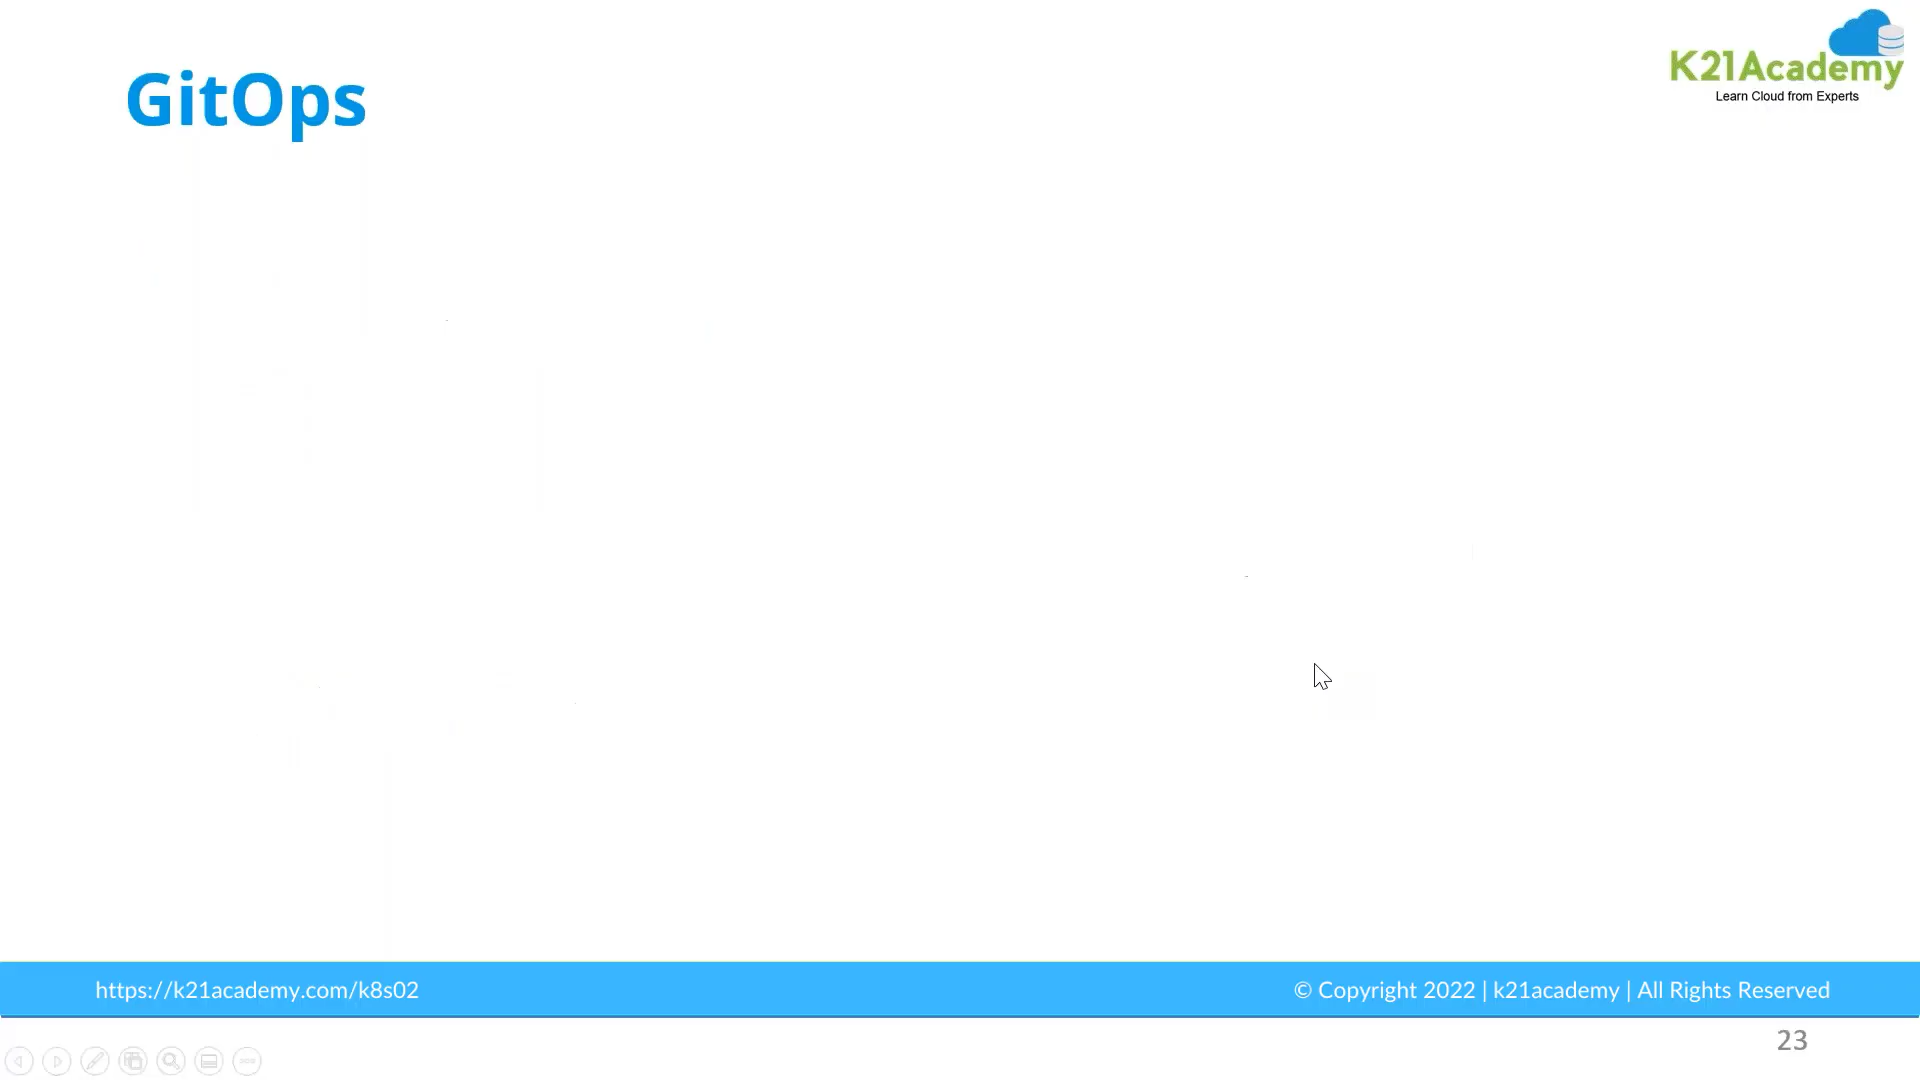 GitOps
K21Academy
Learn Cloud from Experts
https://k21academy.com/k8s02
© Copyright 2022 | k21academy | All Rights Reserved
23